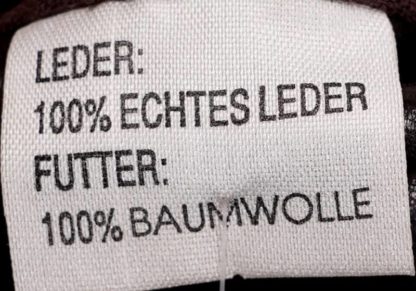 LEDER:
100% ECHTES LEDER
FUTTER:
100% BAUMWOLLE